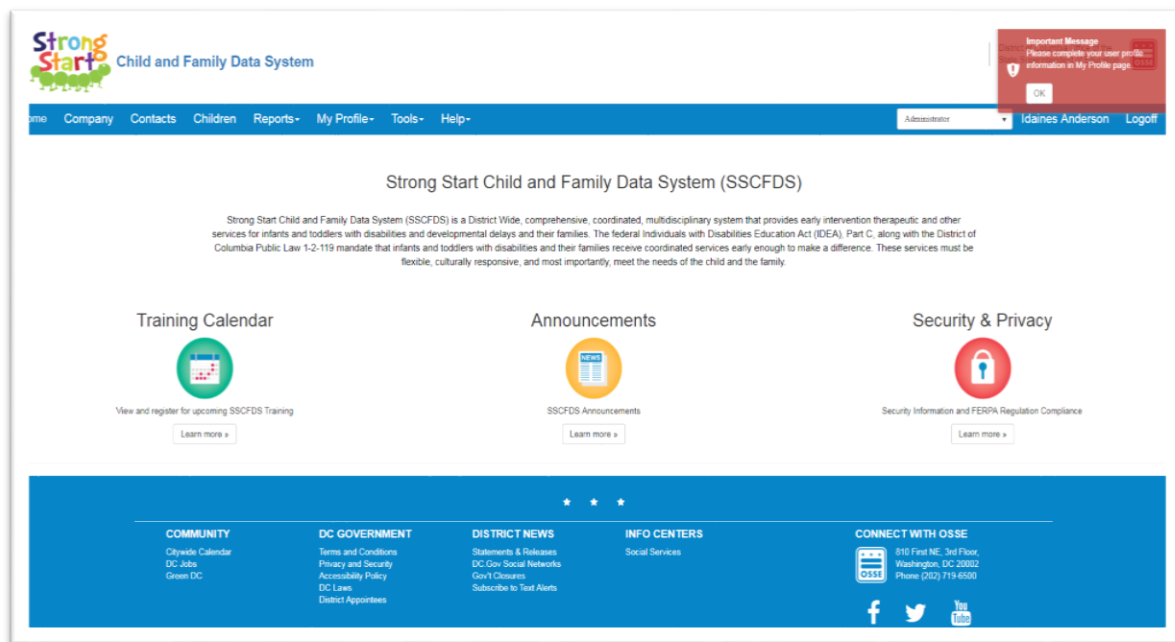 Strong
Start
Child and Family Data System
Important Message
Please complete your user profile
information in My Profile page.
OK
OSSE
ome Company Contacts Children Reports My Profile Tools Help Administrator Idaines Anderson Logoff
Strong Start Child and Family Data System (SSCFDS)
Strong Start Child and Family Data System (SSCFDS) is a District Wide, comprehensive, coordinated, multidisciplinary system that provides early intervention therapeutic and other
services for infants and toddlers with disabilities and developmental delays and their families. The federal Individuals with Disabilities Education Act (IDEA), Part C, along with the District of
Columbia Public Law 1-2-119 mandate that infants and toddlers with disabilities and their families receive coordinated services early enough to make a difference. These services must be
flexible, culturally responsive, and most importantly, meet the needs of the child and the family.
Training Calendar
View and register for upcoming SSCFDS Training
Learn more »
Announcements
NEWS
SSCFDS Announcements
Learn more »
Security & Privacy
Security Information and FERPA Regulation Compliance
Learn more »
COMMUNITY
Citywide Calendar
DC Jobs
Green DC
DC GOVERNMENT
Terms and Conditions
Privacy and Security
Accessibility Policy
DC Laws
District Appointees
DISTRICT NEWS
Statements & Releases
DC.Gov Social Networks
Gov't Closures
Subscribe to Text Alerts
INFO CENTERS
Social Services
CONNECT WITH OSSE
OSSE
810 First NE, 3rd Floor,
Washington, DC 20002
Phone (202) 719-6500
You
Tube